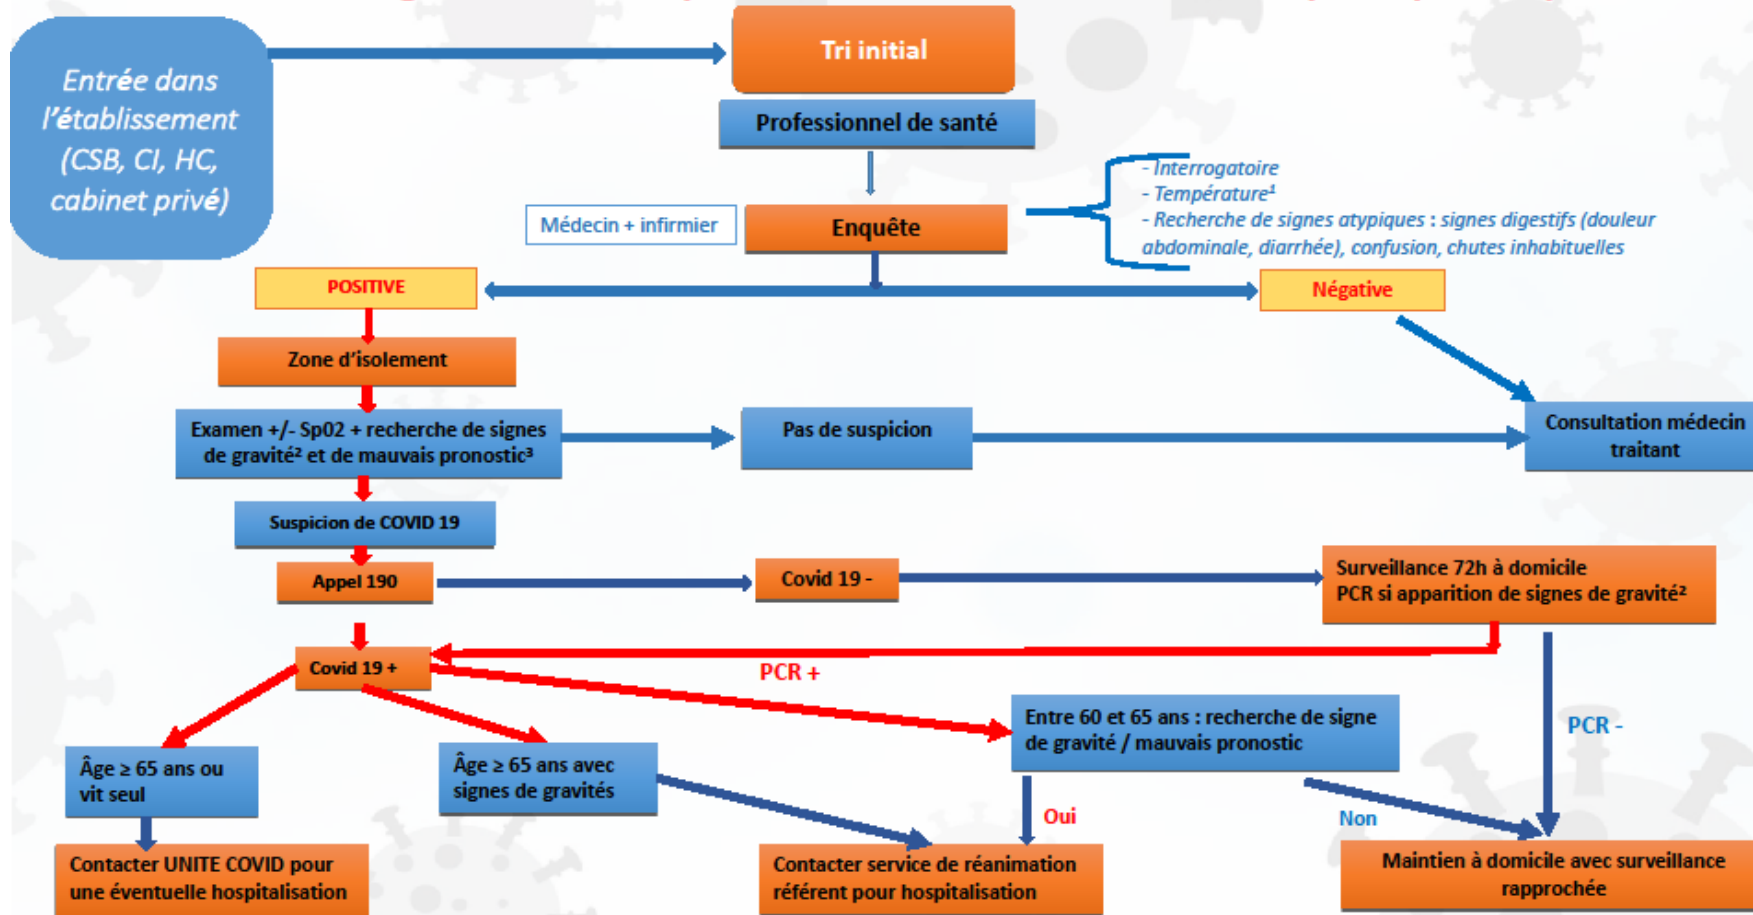 Tri initial
Entrée dans
l'établissement
(CSB, CI, HC,
cabinet privé)
Professionnel de santé
- Interrogatoire
- Température¹
- Recherche de signes atypiques : signes digestifs (douleur
abdominale, diarrhée), confusion, chutes inhabituelles
Médecin + infirmier
Enquête
POSITIVE
Négative
Zone d'isolement
Examen +/- Sp02 + recherche de signes
de gravité² et de mauvais pronostic³
Pas de suspicion
Consultation médecin
traitant
Suspicion de COVID 19
Appel 190
Covid 19 -
Surveillance 72h à domicile
PCR si apparition de signes de gravité²
Covid 19 +
PCR +
Entre 60 et 65 ans : recherche de signe
de gravité / mauvais pronostic
PCR -
Âge ≥ 65 ans ou
vit seul
Âge ≥ 65 ans avec
signes de gravités
Oui
Non
Contacter UNITE COVID pour
une éventuelle hospitalisation
Contacter service de réanimation
référent pour hospitalisation
Maintien à domicile avec surveillance
rapprochée